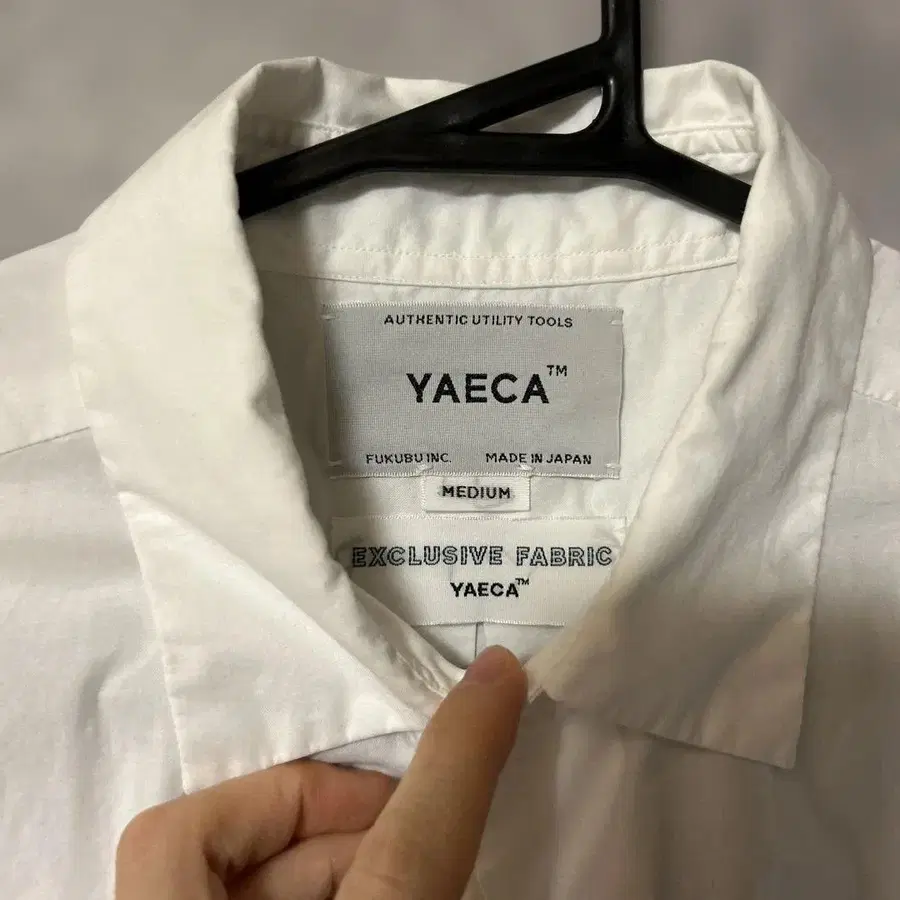 AUTHENTIC UTILITY TOOLS
YAECA™
FUKUBU INC. MADE IN JAPAN
MEDIUM
EXCLUSIVE FABRIC
YAECA™